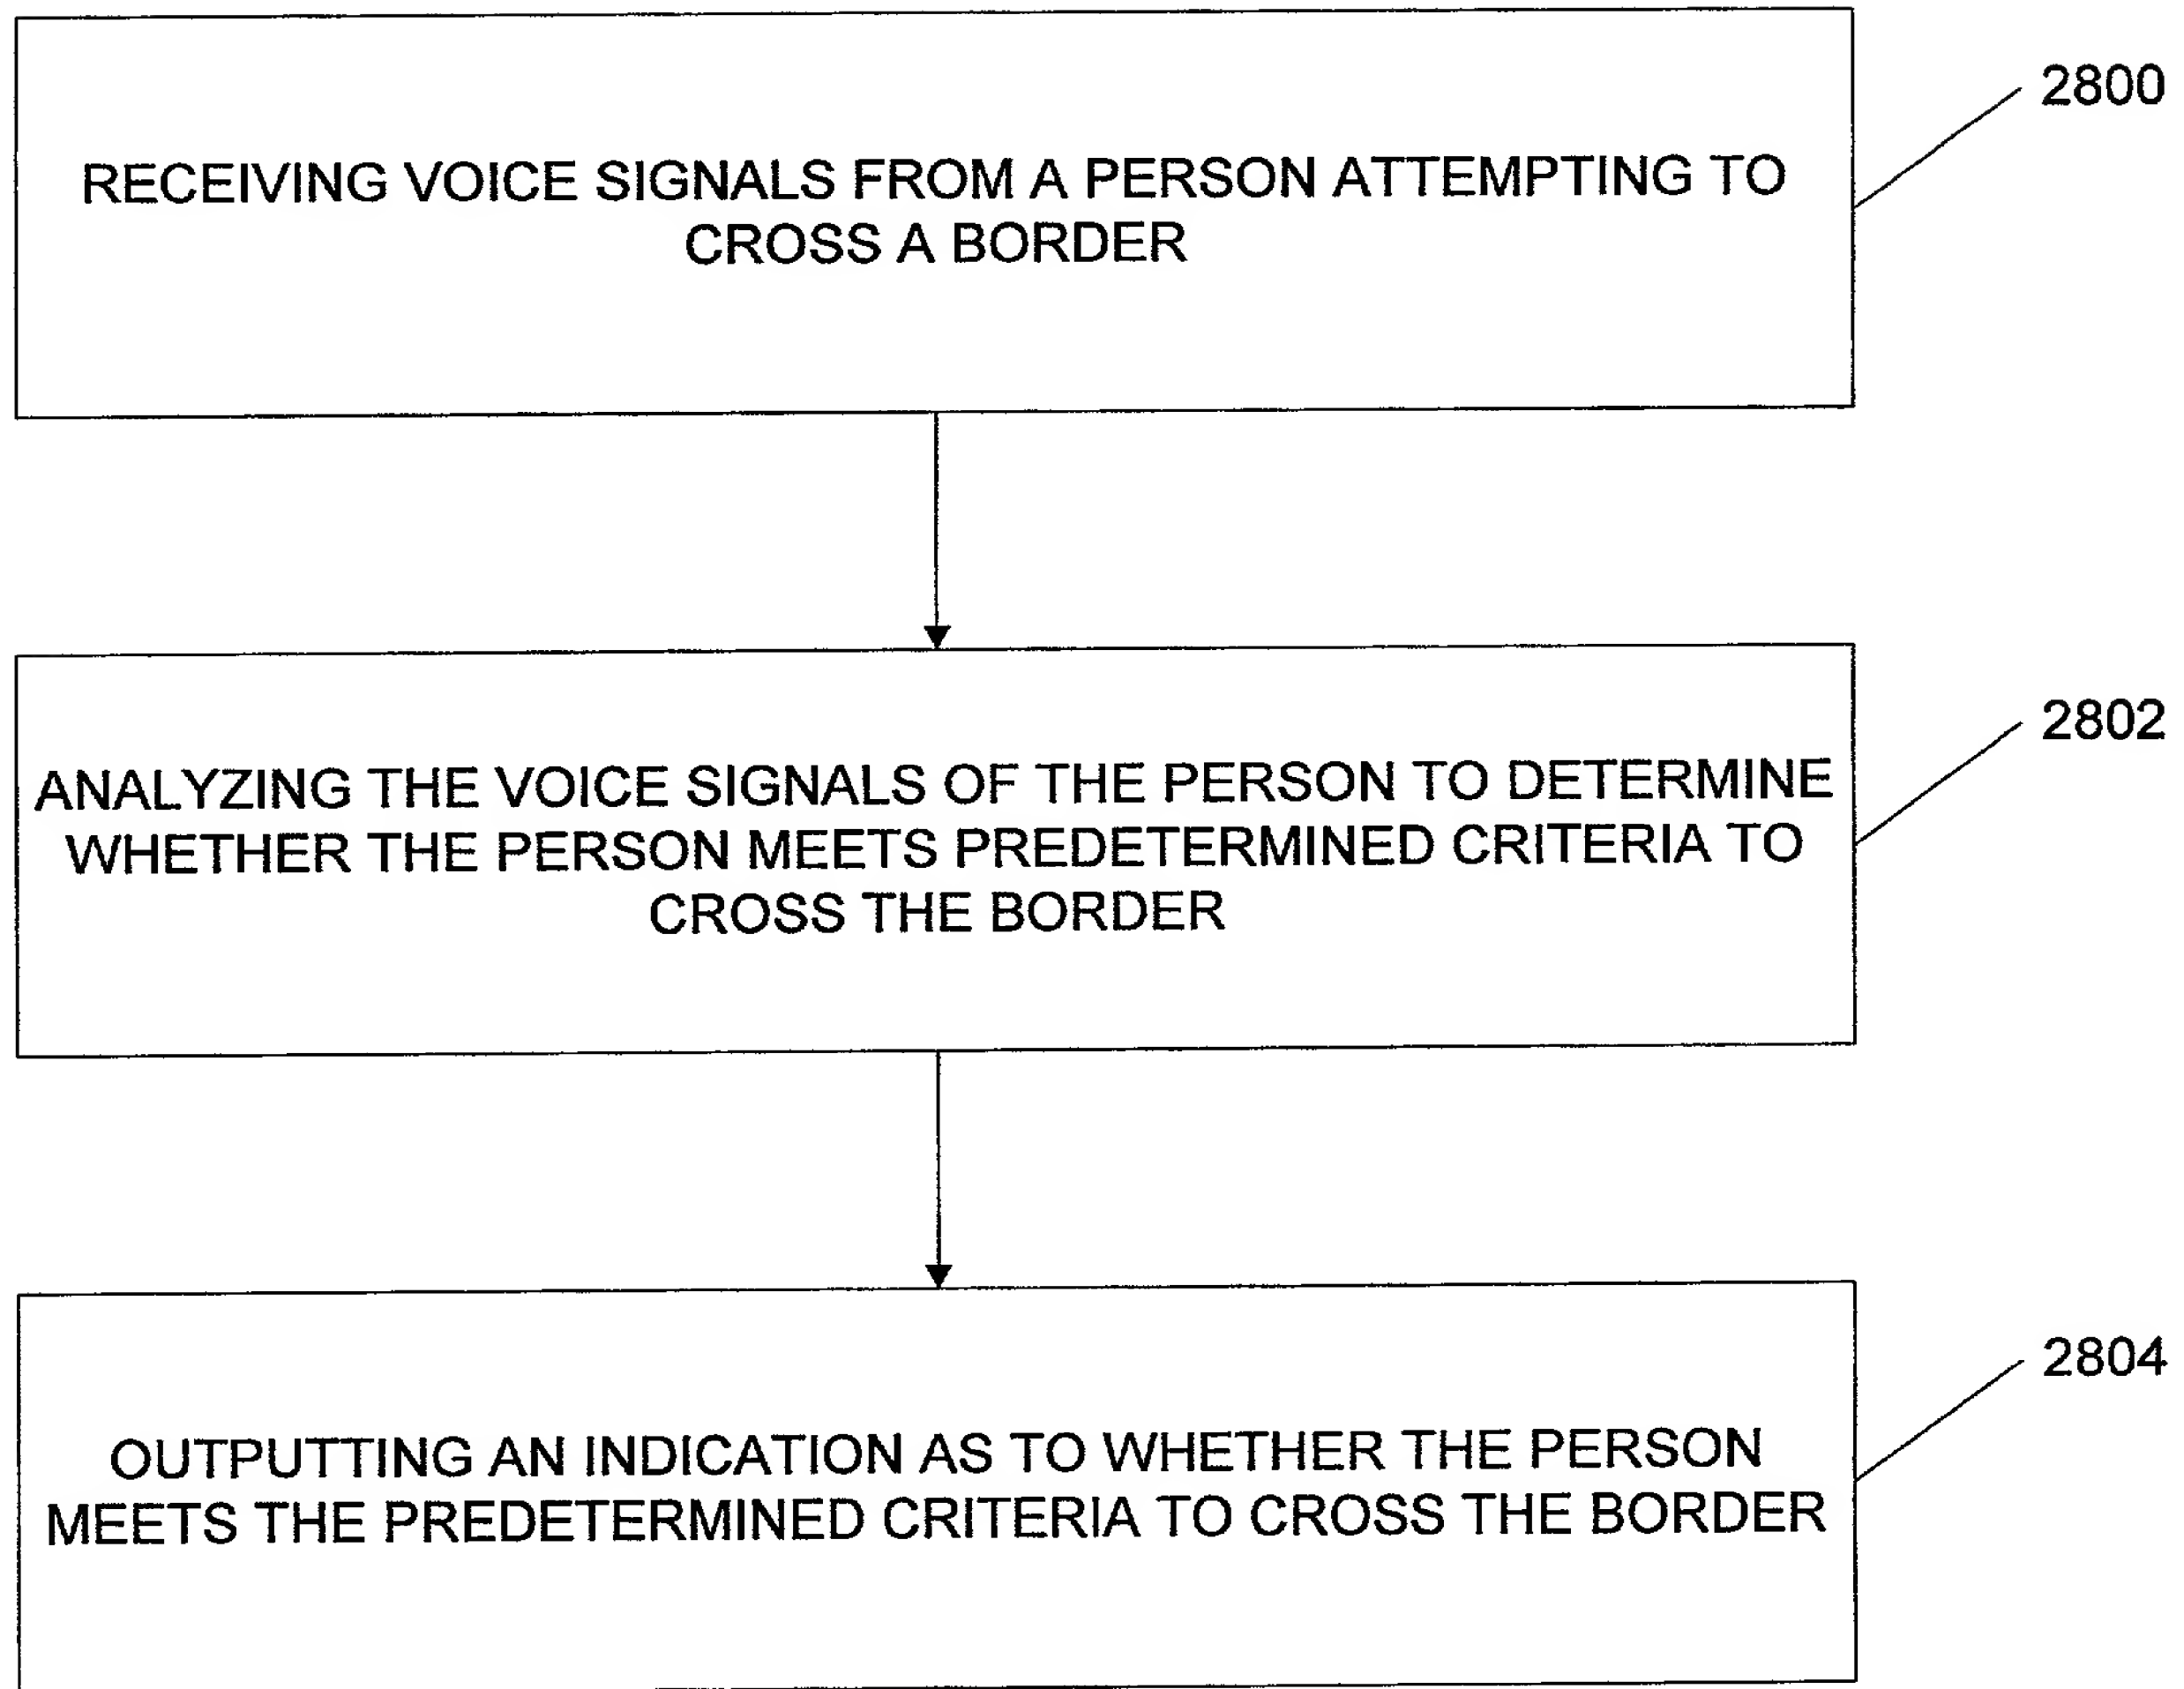 2800
RECEIVING VOICE SIGNALS FROM A PERSON ATTEMPTING TO
CROSS A BORDER
2802
ANALYZING THE VOICE SIGNALS OF THE PERSON TO DETERMINE
WHETHER THE PERSON MEETS PREDETERMINED CRITERIA TO
CROSS THE BORDER
2804
OUTPUTTING AN INDICATION AS TO WHETHER THE PERSON
MEETS THE PREDETERMINED CRITERIA TO CROSS THE BORDER